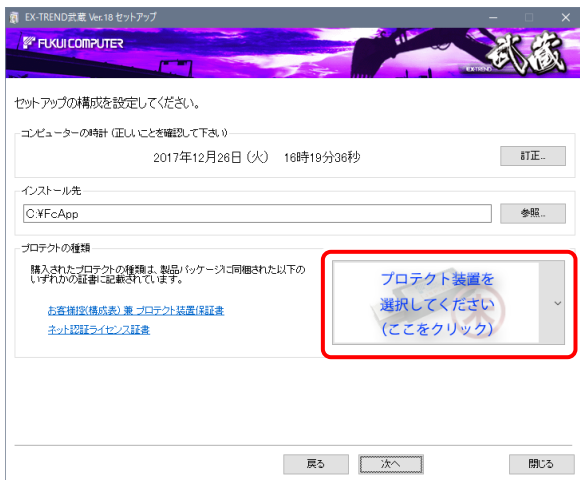 EX-TREND武蔵 Ver.18 セットアップ
FUKUI COMPUTER
EX-TREND 武蔵
セットアップの構成を設定してください。
コンピューターの時計 (正しいことを確認して下さい)
2017年12月26日 (火) 16時19分36秒
訂正...
インストール先
C:¥FcApp
参照...
プロテクトの種類
購入されたプロテクトの種類は、製品パッケージに同梱された以下の
いずれかの証書に記載されています。
お客様控(構成表) 兼 プロテクト装置保証書
ネット認証ライセンス証書
プロテクト装置を
選択してください
(ここをクリック)
戻る
次へ
閉じる